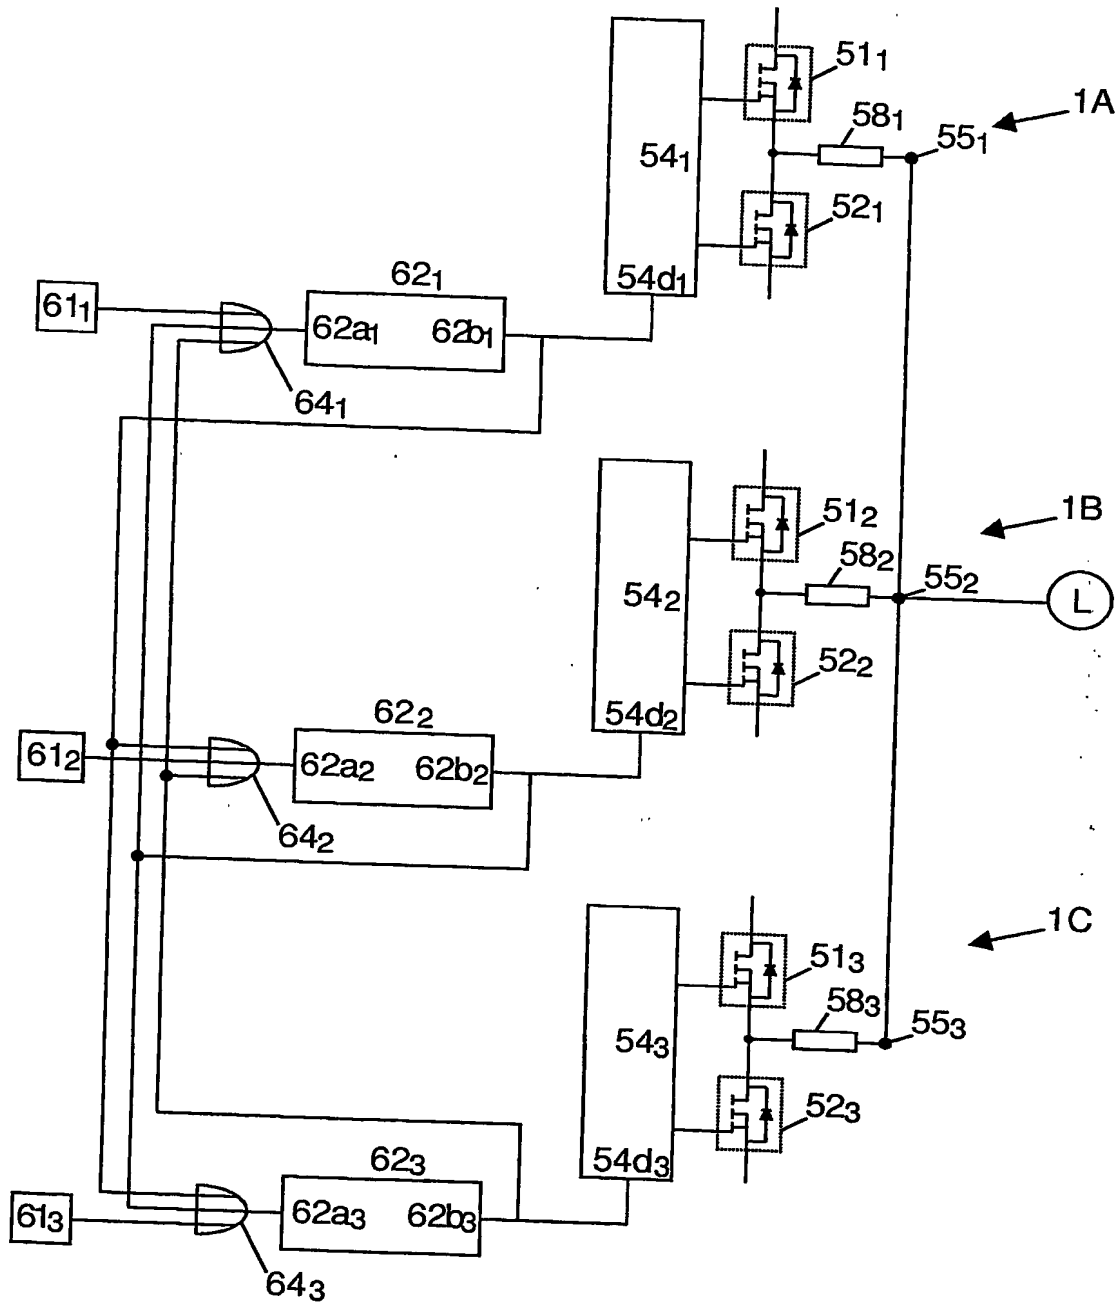 51₁
1A
58₁
55₁
54₁
52₁
54d₁
62₁
61₁
62a₁ 62b₁
64₁
51₂
1B
58₂
55₂
54₂
L
52₂
54d₂
62₂
61₂
62a₂ 62b₂
64₂
1C
51₃
58₃
55₃
54₃
52₃
54d₃
62₃
61₃
62a₃ 62b₃
64₃